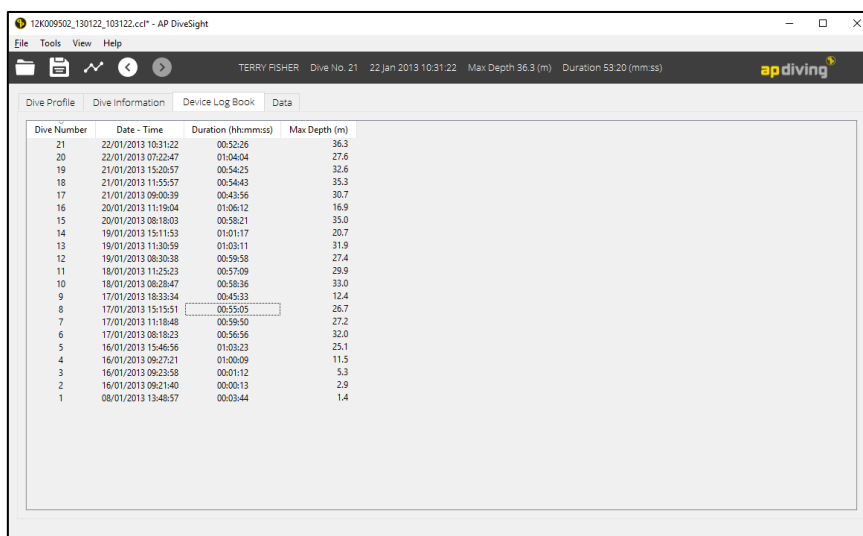 12K009502_130122_103122.ccl* - AP DiveSight
File Tools View Help
TERRY FISHER Dive No. 21 22 Jan 2013 10:31:22 Max Depth 36.3 (m) Duration 53:20 (mm:ss)
apdiving
Dive Profile Dive Information Device Log Book Data
Dive Number Date - Time Duration (hh:mm:ss) Max Depth (m)
21 22/01/2013 10:31:22 00:52:26 36.3
20 22/01/2013 07:22:47 01:04:04 27.6
19 21/01/2013 15:20:57 00:54:25 32.6
18 21/01/2013 11:55:57 00:54:43 35.3
17 21/01/2013 09:00:39 00:43:56 30.7
16 20/01/2013 11:19:04 01:06:12 16.9
15 20/01/2013 08:18:03 00:58:21 35.0
14 19/01/2013 15:11:53 01:01:17 20.7
13 19/01/2013 11:30:59 01:03:11 31.9
12 19/01/2013 08:30:38 00:59:58 27.4
11 18/01/2013 11:25:23 00:57:09 29.9
10 18/01/2013 08:28:47 00:58:36 33.0
9 17/01/2013 18:33:34 00:45:33 12.4
8 17/01/2013 15:15:51 00:55:05 26.7
7 17/01/2013 11:18:48 00:59:50 27.2
6 17/01/2013 08:18:23 00:56:56 32.0
5 16/01/2013 15:46:56 01:03:23 25.1
4 16/01/2013 09:27:21 01:00:09 11.5
3 16/01/2013 09:23:58 00:01:12 5.3
2 16/01/2013 09:21:40 00:00:13 2.9
1 08/01/2013 13:48:57 00:03:44 1.4